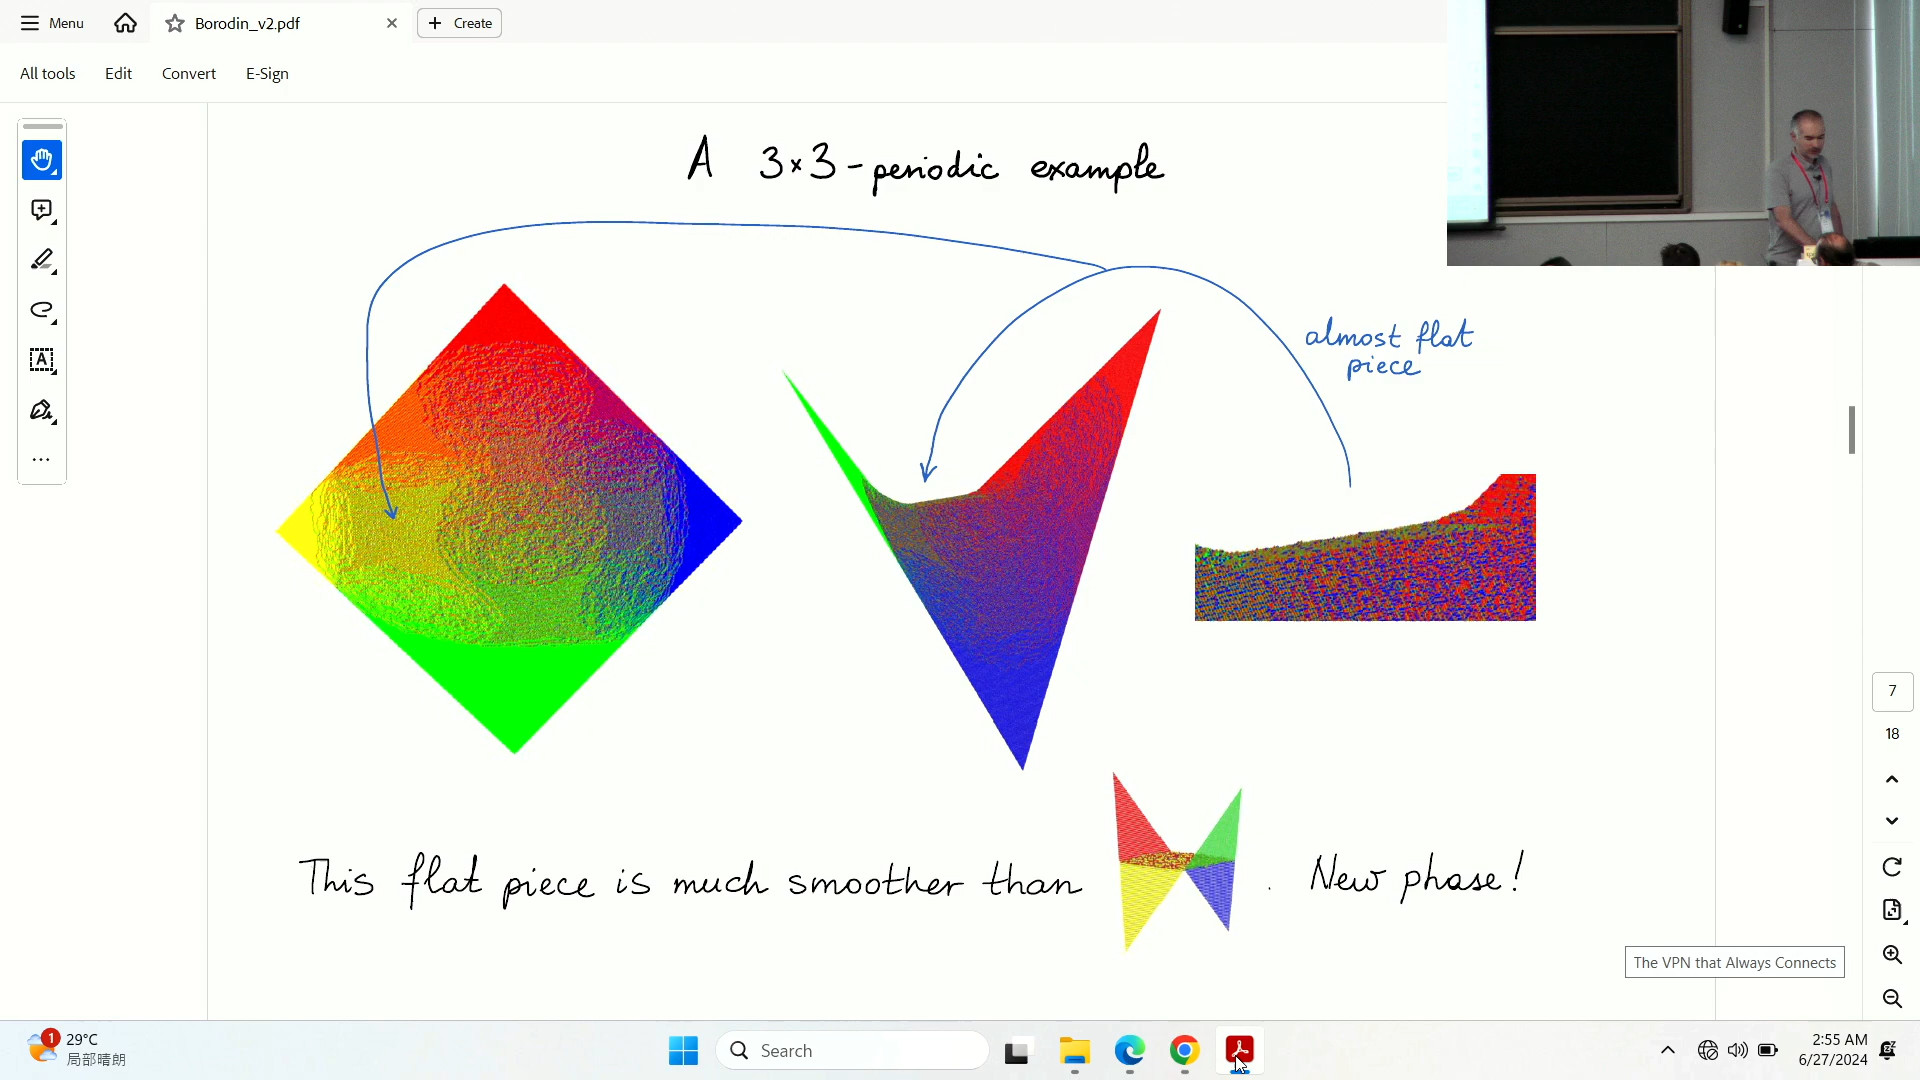 Menu
Borodin_v2.pdf
Create
All tools
Edit
Convert
E-Sign
A 3×3-periodic example
almost flat
piece
This flat piece is much smoother than . New phase!
7
18
The VPN that Always Connects
1
29°C
局部晴朗
Search
2:55 AM
6/27/2024